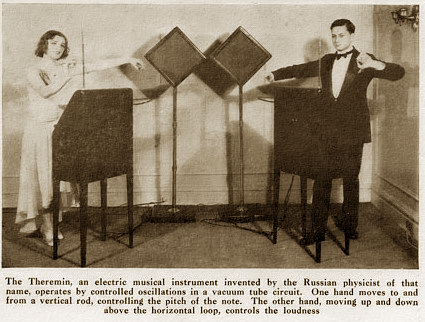 The Theremin, an electric musical instrument invented by the Russian physicist of that
name, operates by controlled oscillations in a vacuum tube circuit. One hand moves to and
from a vertical rod, controlling the pitch of the note. The other hand, moving up and down
above the horizontal loop, controls the loudness